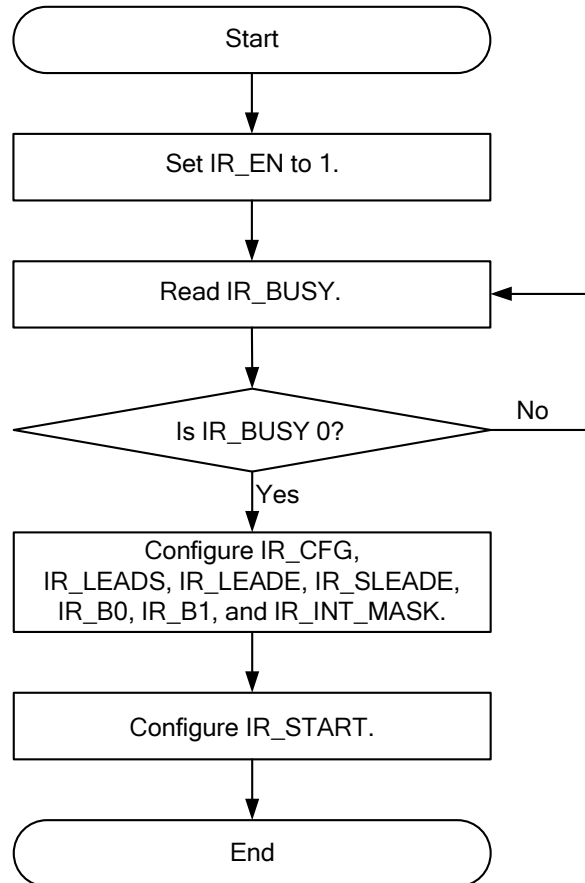 Start
Set IR_EN to 1.
Read IR_BUSY.
Is IR_BUSY 0?
No
Yes
Configure IR_CFG,
IR_LEADS, IR_LEADE, IR_SLEADE,
IR_B0, IR_B1, and IR_INT_MASK.
Configure IR_START.
End